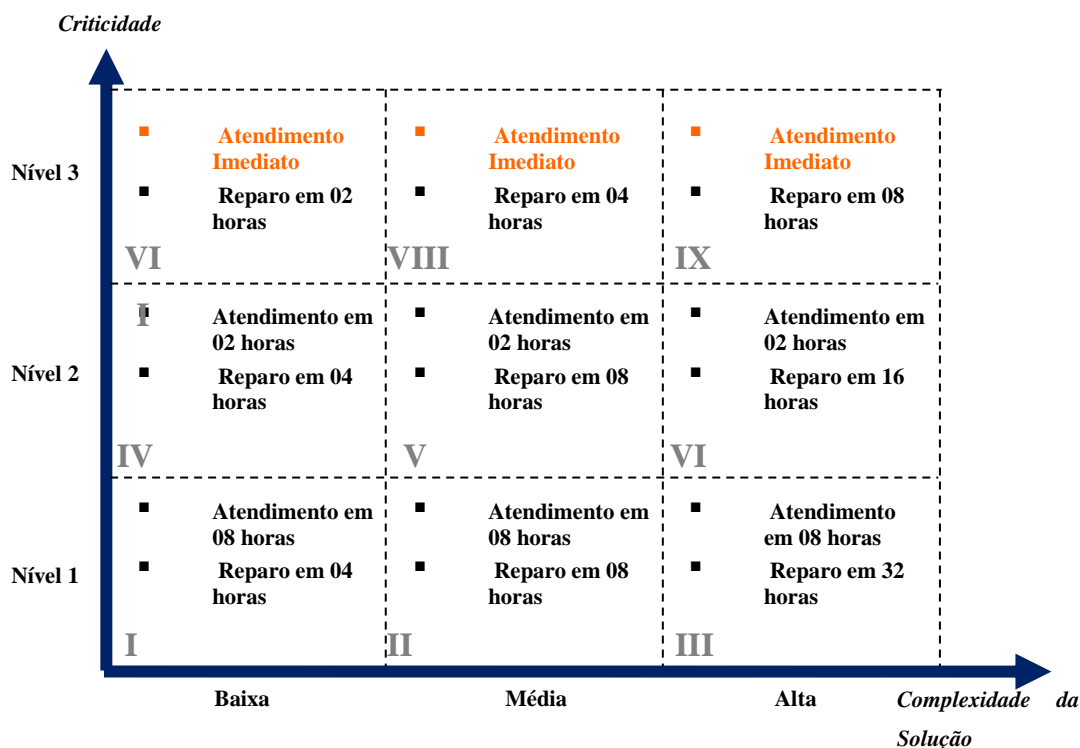 Criticidade
Nível 3
▪ Atendimento
Imediato
▪ Reparo em 02
horas
VI
I
▪ Atendimento
Imediato
▪ Reparo em 04
horas
VIII
▪ Atendimento
Imediato
▪ Reparo em 08
horas
IX
Nível 2
▪ Atendimento em
02 horas
▪ Reparo em 04
horas
IV
▪ Atendimento em
02 horas
▪ Reparo em 08
horas
V
▪ Atendimento em
02 horas
▪ Reparo em 16
horas
VI
Nível 1
▪ Atendimento em
08 horas
▪ Reparo em 04
horas
I
▪ Atendimento em
08 horas
▪ Reparo em 08
horas
II
▪ Atendimento
em 08 horas
▪ Reparo em 32
horas
III
Baixa
Média
Alta
Complexidade da
Solução